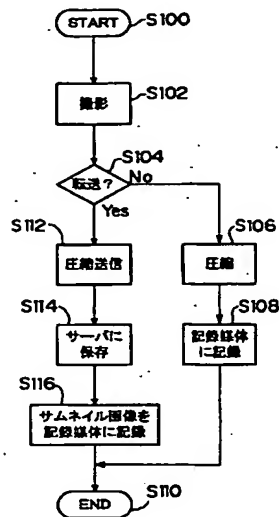 START
S100
撮影
S102
転送?
S104
No
Yes
S112
圧縮送信
S106
圧縮
S114
サーバに
保存
S108
記録媒体
に記録
S116
サムネイル画像を
記録媒体に記録
END
S110